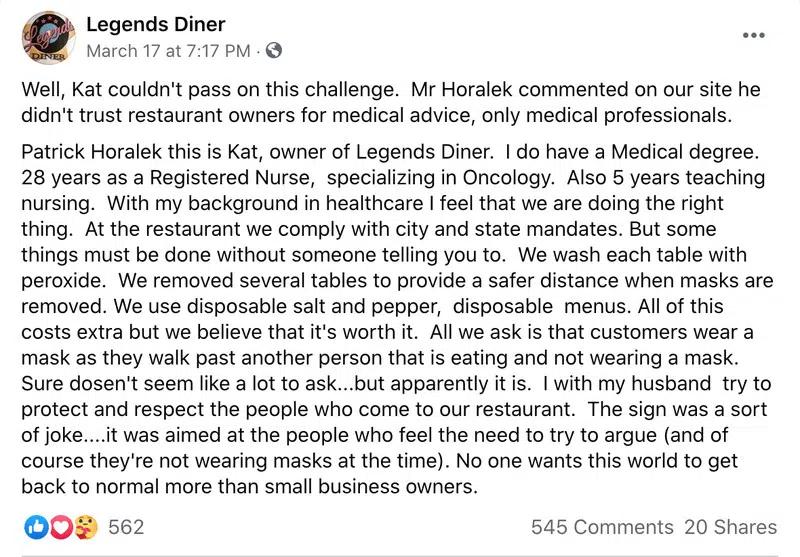 Legends
DINER
Legends Diner
March 17 at 7:17 PM ·
Well, Kat couldn't pass on this challenge.  Mr Horalek commented on our site he
didn't trust restaurant owners for medical advice, only medical professionals.
Patrick Horalek this is Kat, owner of Legends Diner.  I do have a Medical degree.
28 years as a Registered Nurse,  specializing in Oncology.  Also 5 years teaching
nursing.  With my background in healthcare I feel that we are doing the right
thing.  At the restaurant we comply with city and state mandates. But some
things must be done without someone telling you to.  We wash each table with
peroxide.  We removed several tables to provide a safer distance when masks are
removed. We use disposable salt and pepper,  disposable  menus. All of this
costs extra but we believe that it's worth it.  All we ask is that customers wear a
mask as they walk past another person that is eating and not wearing a mask.
Sure dosen't seem like a lot to ask...but apparently it is.  I with my husband  try to
protect and respect the people who come to our restaurant.  The sign was a sort
of joke....it was aimed at the people who feel the need to try to argue (and of
course they're not wearing masks at the time). No one wants this world to get
back to normal more than small business owners.
562
545 Comments  20 Shares